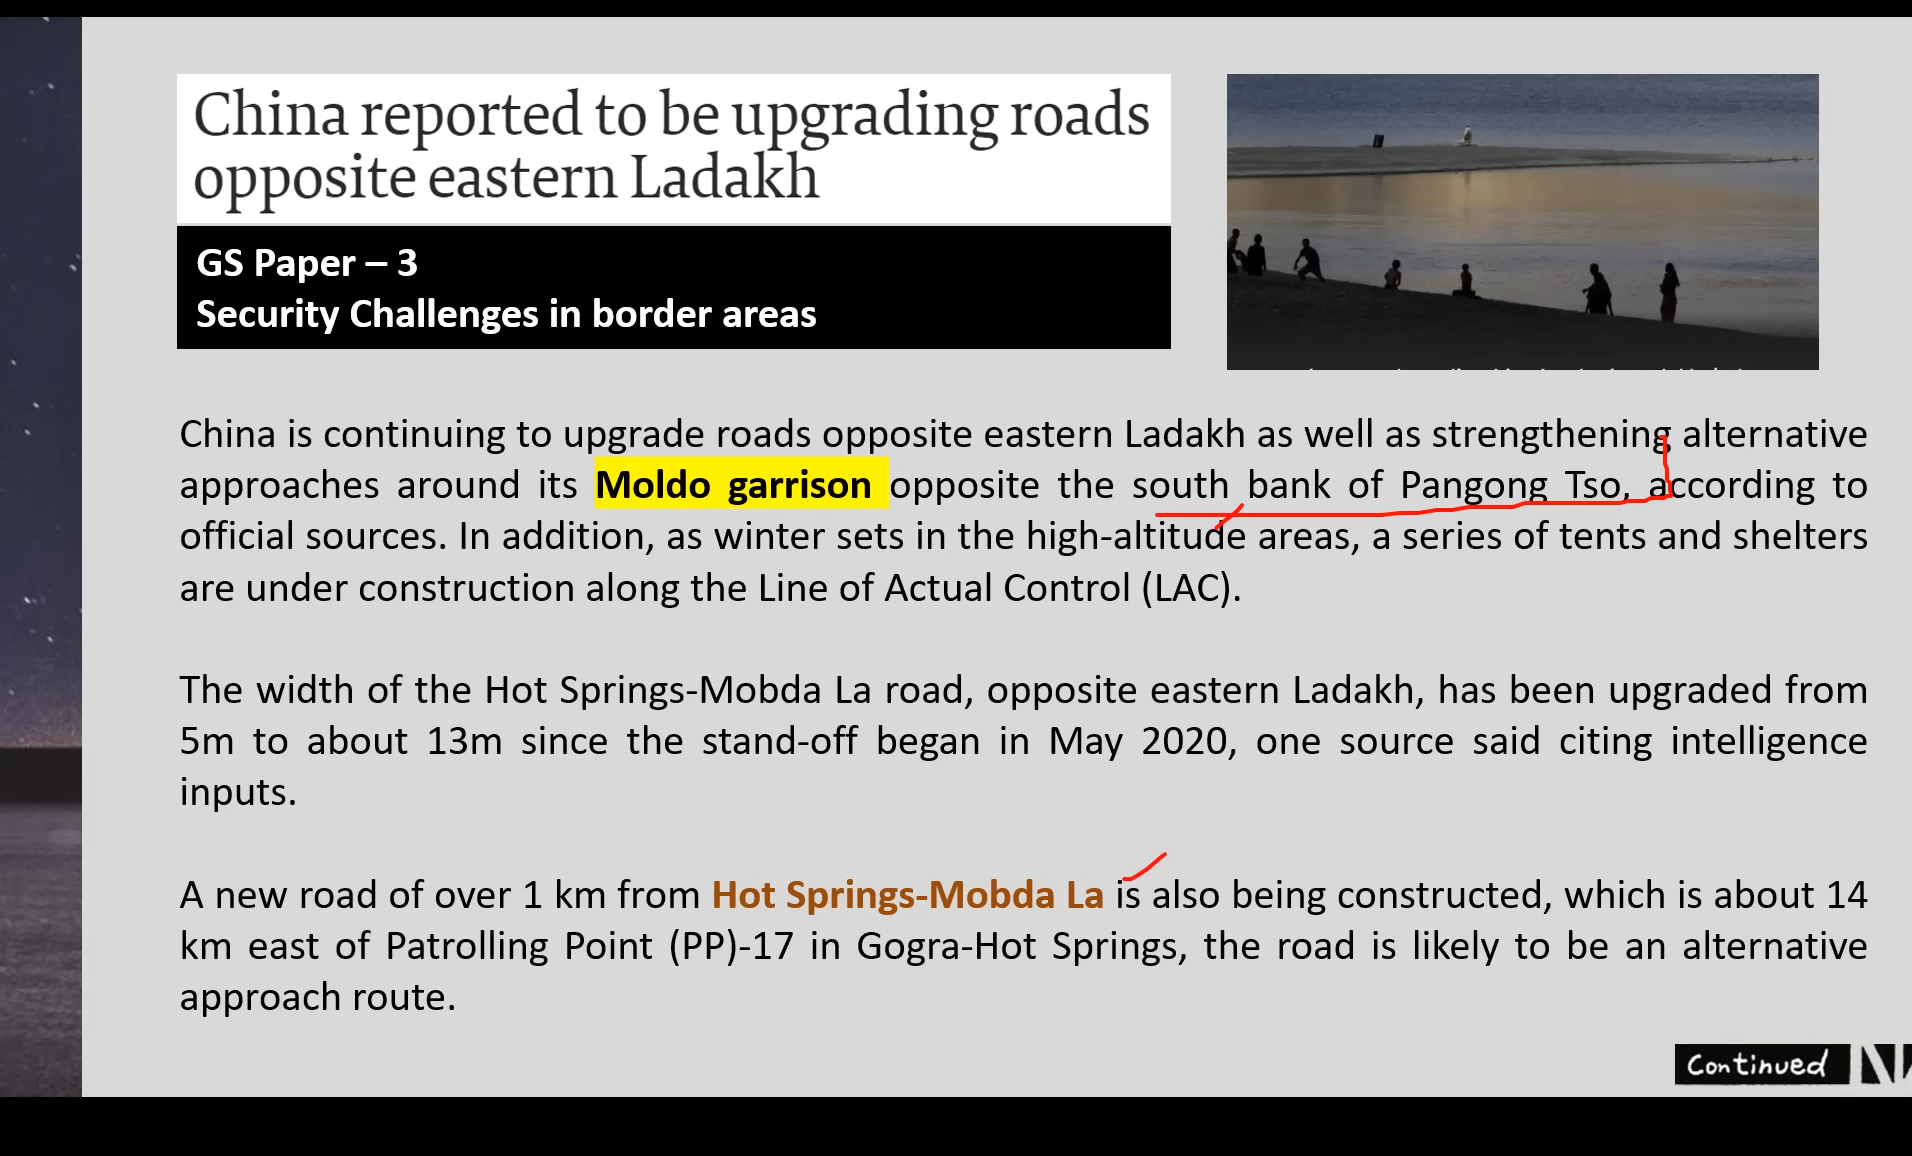 China reported to be upgrading roads
opposite eastern Ladakh
GS Paper – 3
Security Challenges in border areas
China is continuing to upgrade roads opposite eastern Ladakh as well as strengthening alternative
approaches around its Moldo garrison opposite the south bank of Pangong Tso, according to
official sources. In addition, as winter sets in the high-altitude areas, a series of tents and shelters
are under construction along the Line of Actual Control (LAC).
The width of the Hot Springs-Mobda La road, opposite eastern Ladakh, has been upgraded from
5m to about 13m since the stand-off began in May 2020, one source said citing intelligence
inputs.
A new road of over 1 km from Hot Springs-Mobda La is also being constructed, which is about 14
km east of Patrolling Point (PP)-17 in Gogra-Hot Springs, the road is likely to be an alternative
approach route.
Continued